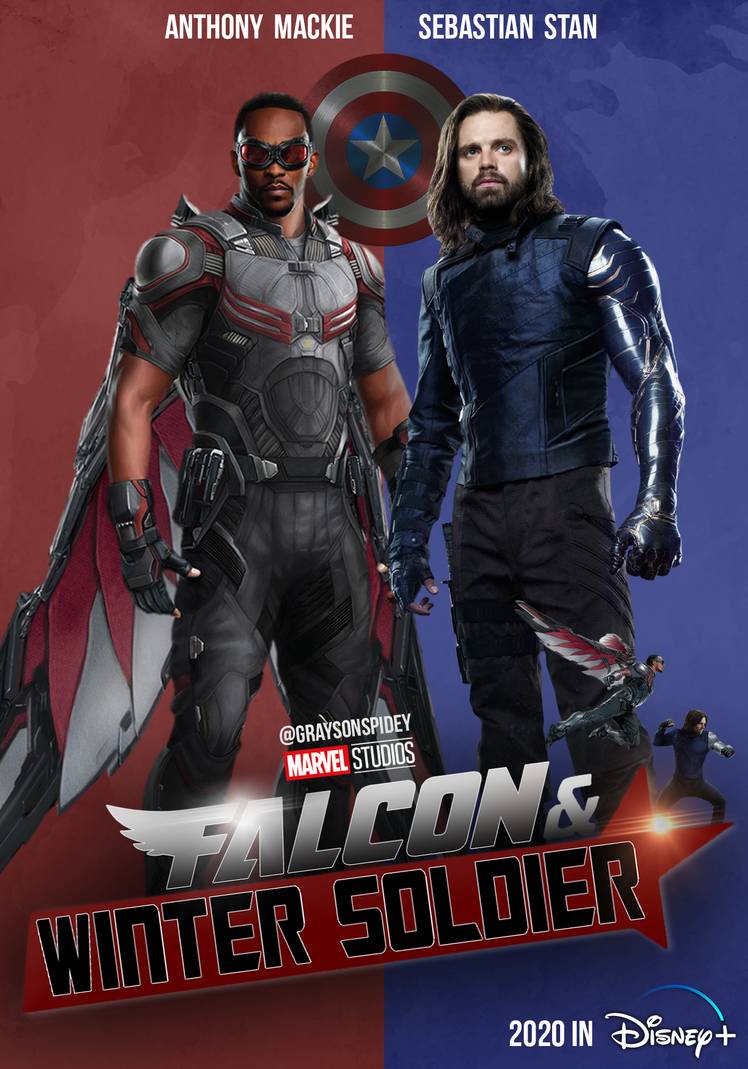 ANTHONY MACKIE SEBASTIAN STAN
@GRAYSONSPIDEY
MARVEL STUDIOS
FALCON &
WINTER SOLDIER
2020 IN Disney+